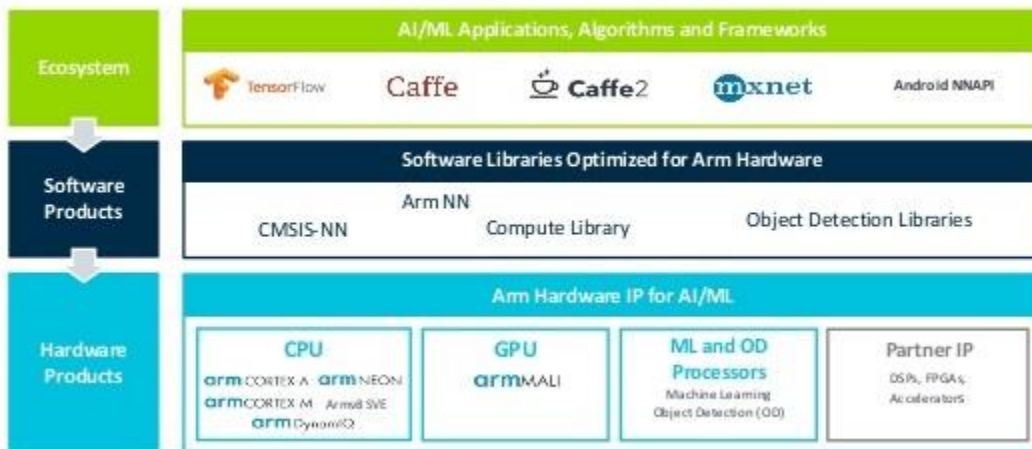 Ecosystem
AI/ML Applications, Algorithms and Frameworks
TensorFlow
Caffe
Caffe2
mxnet
Android NNAPI
Software
Products
Software Libraries Optimized for Arm Hardware
Arm NN
CMSIS-NN
Compute Library
Object Detection Libraries
Hardware
Products
Arm Hardware IP for AI/ML
CPU
arm CORTEX A arm NEON
arm CORTEX M Armv8 SVE
arm DynamIQ
GPU
arm MALI
ML and OD
Processors
Machine Learning
Object Detection (OD)
Partner IP
DSPs, FPGAs,
Accelerators